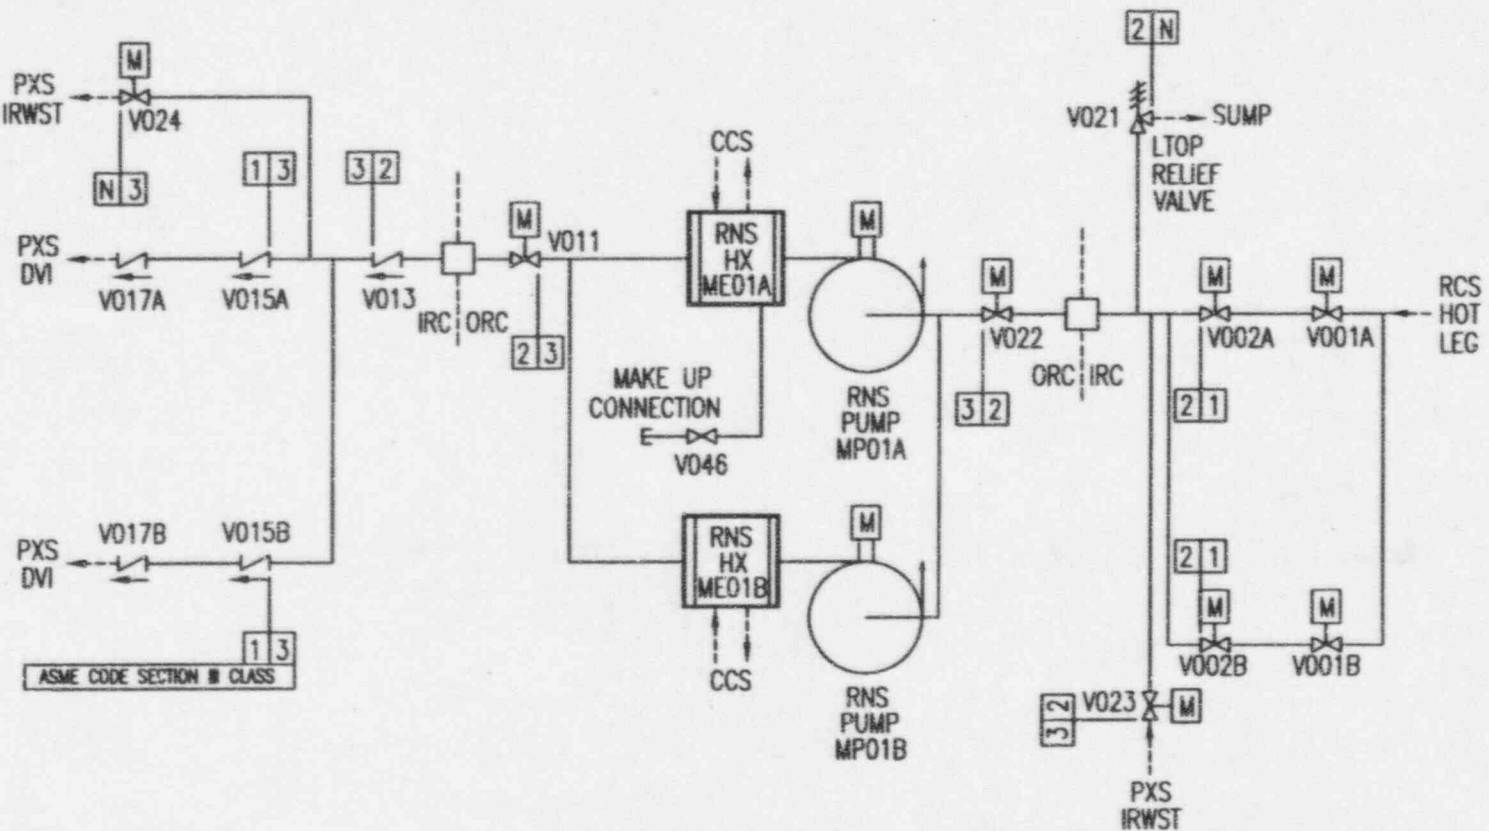 2 N
M
PXS
IRWST
V024
V021
SUMP
LTOP
RELIEF
VALVE
CCS
1 3
3 2
N 3
M
V011
RNS
HX
ME01A
M
PXS
DVI
V017A
V015A
V013
IRC
ORC
2 3
M
V022
M
V002A
M
V001A
RCS
HOT
LEG
ORC
IRC
MAKE UP
CONNECTION
V046
RNS
PUMP
MP01A
3 2
2 1
V017B
V015B
PXS
DVI
RNS
HX
ME01B
M
2 1
M
V002B
M
V001B
1 3
ASME CODE SECTION III CLASS
CCS
RNS
PUMP
MP01B
3 2
V023
M
PXS
IRWST